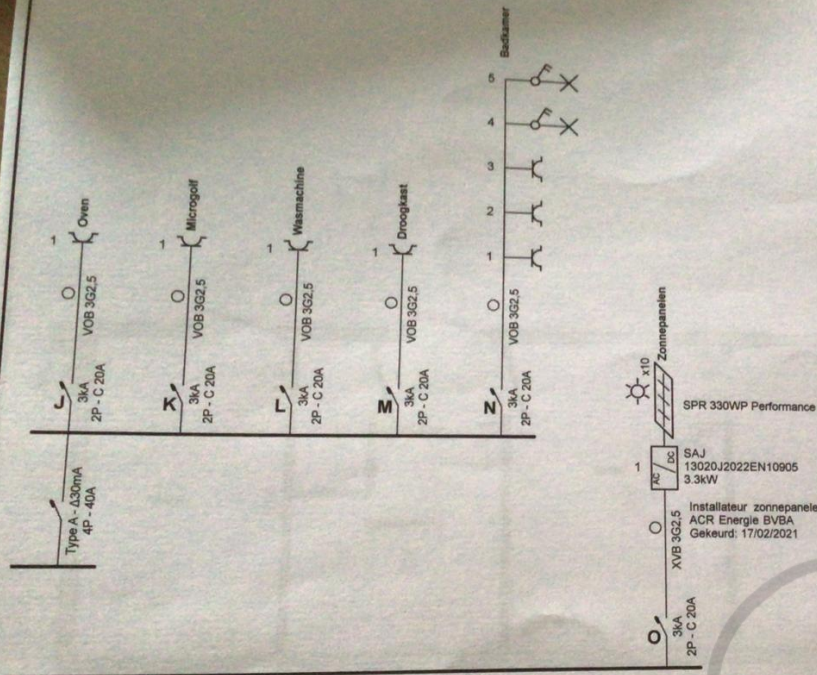 Type A - Δ30mA
4P - 40A
J
3kA
2P - C 20A
VOB 3G2,5
1
Oven
K
3kA
2P - C 20A
VOB 3G2,5
1
Microgolf
L
3kA
2P - C 20A
VOB 3G2,5
1
Wasmachine
M
3kA
2P - C 20A
VOB 3G2,5
1
Droogkast
N
3kA
2P - C 20A
VOB 3G2,5
1
2
3
4
5
Badkamer
O
3kA
2P - C 20A
XVB 3G2,5
1
AC
DC
SAJ
13020J2022EN10905
3.3kW
x10
Zonnepanelen
SPR 330WP Performance
Installateur zonnepanele
ACR Energie BVBA
Gekeurd: 17/02/2021